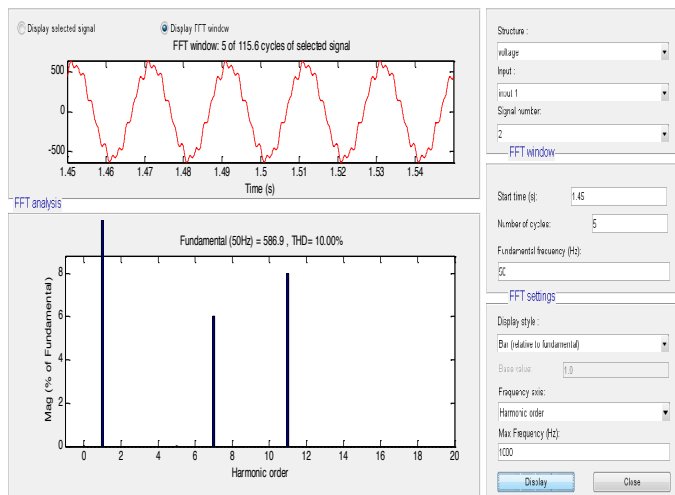 Display selected signal
Display FFT window
FFT window: 5 of 115.6 cycles of selected signal
500
0
-500
1.45 1.46 1.47 1.48 1.49 1.5 1.51 1.52 1.53 1.54
Time (s)
FFT analysis
Fundamental (50Hz) = 586.9 , THD= 10.00%
8
6
4
2
0
Mag (% of Fundamental)
0 2 4 6 8 10 12 14 16 18 20
Harmonic order
Structure :
voltage
Input :
input 1
Signal number:
2
FFT window
Start time (s): 1.45
Number of cycles: 5
Fundamental frequency (Hz):
50
FFT settings
Display style :
Bar (relative to fundamental)
Base value: 1.0
Frequency axis:
Harmonic order
Max Frequency (Hz):
1000
Display Close